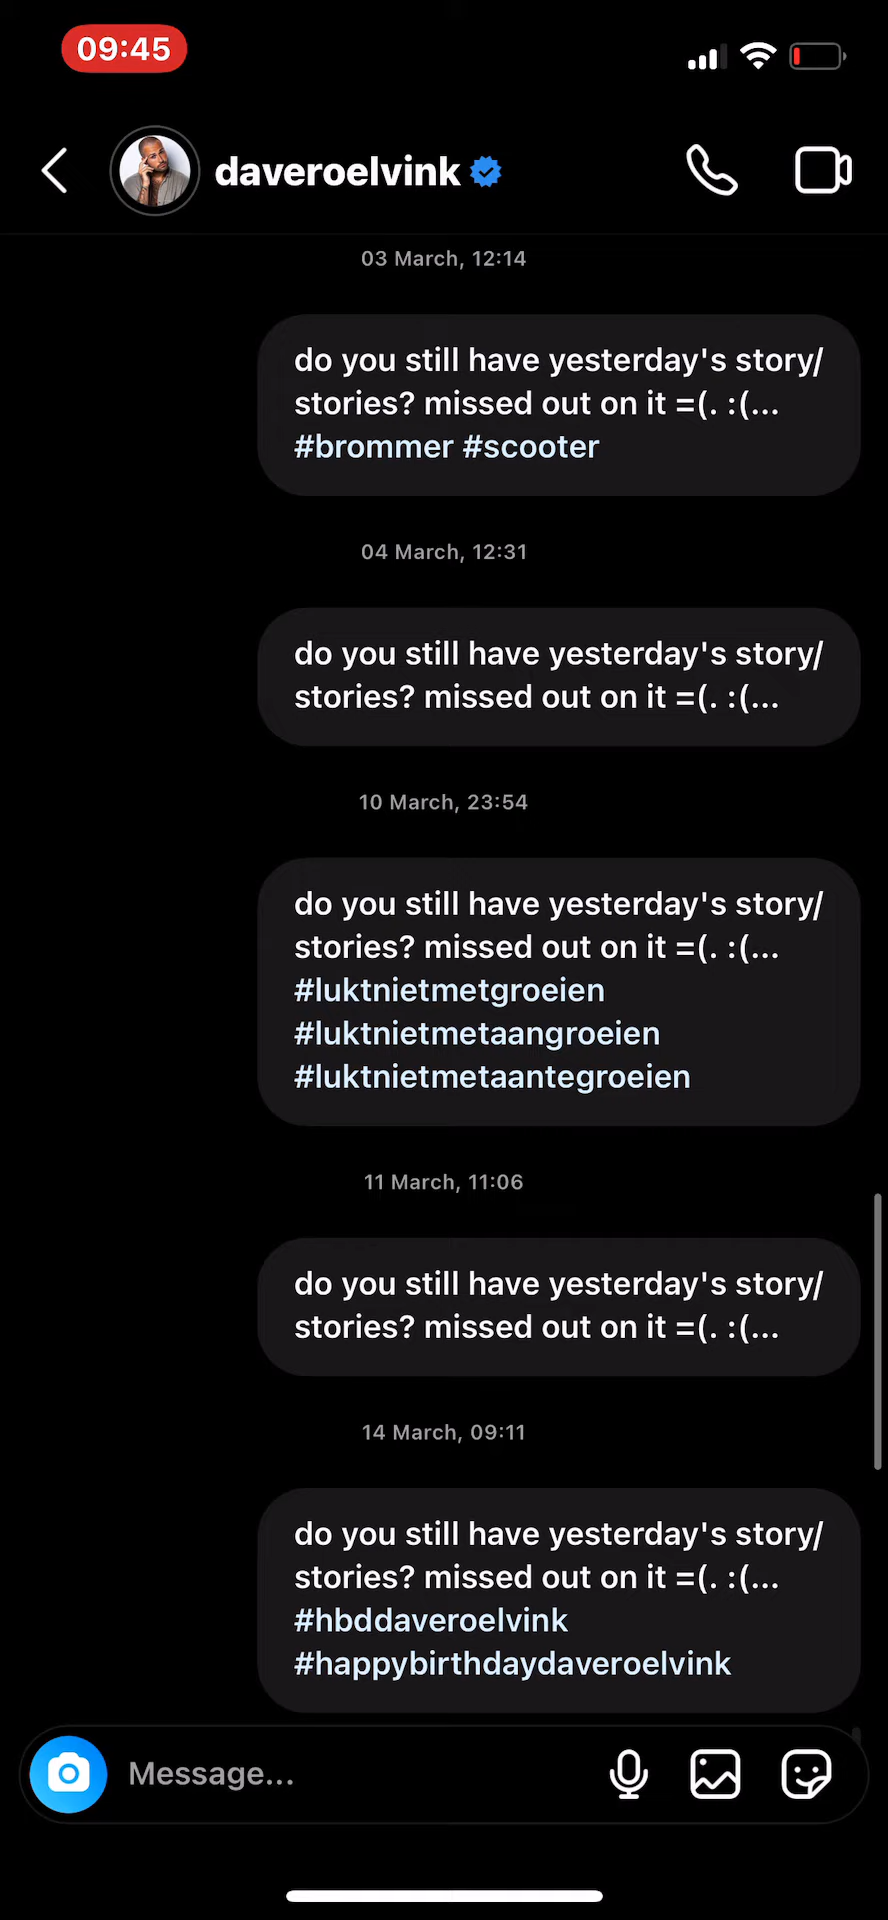 09:45
daveroelvink
03 March, 12:14
do you still have yesterday's story/
stories? missed out on it =(. :(...
#brommer #scooter
04 March, 12:31
do you still have yesterday's story/
stories? missed out on it =(. :(...
10 March, 23:54
do you still have yesterday's story/
stories? missed out on it =(. :(...
#luktnietmetgroeien
#luktnietmetaangroeien
#luktnietmetaantegroeien
11 March, 11:06
do you still have yesterday's story/
stories? missed out on it =(. :(...
14 March, 09:11
do you still have yesterday's story/
stories? missed out on it =(. :(...
#hbddaveroelvink
#happybirthdaydaveroelvink
Message...